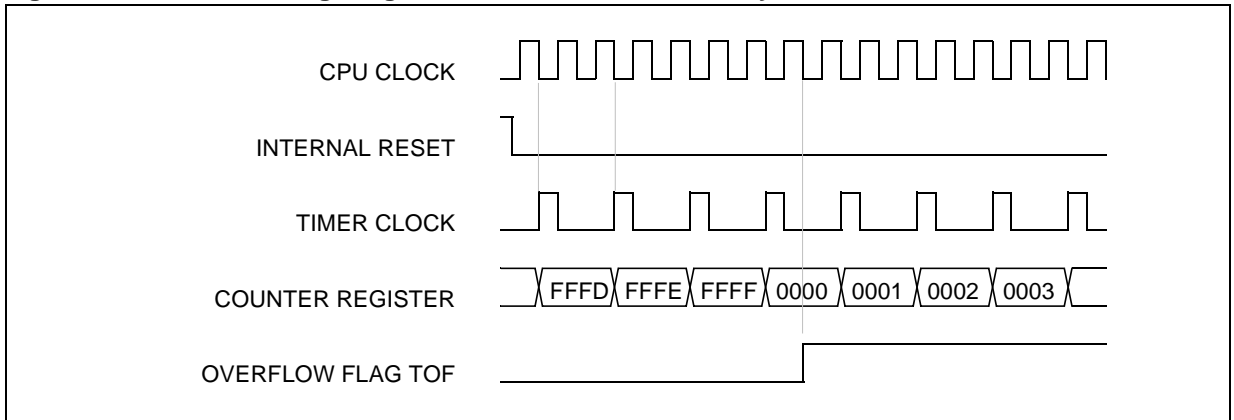 CPU CLOCK
INTERNAL RESET
TIMER CLOCK
COUNTER REGISTER FFFD FFFE FFFF 0000 0001 0002 0003
OVERFLOW FLAG TOF